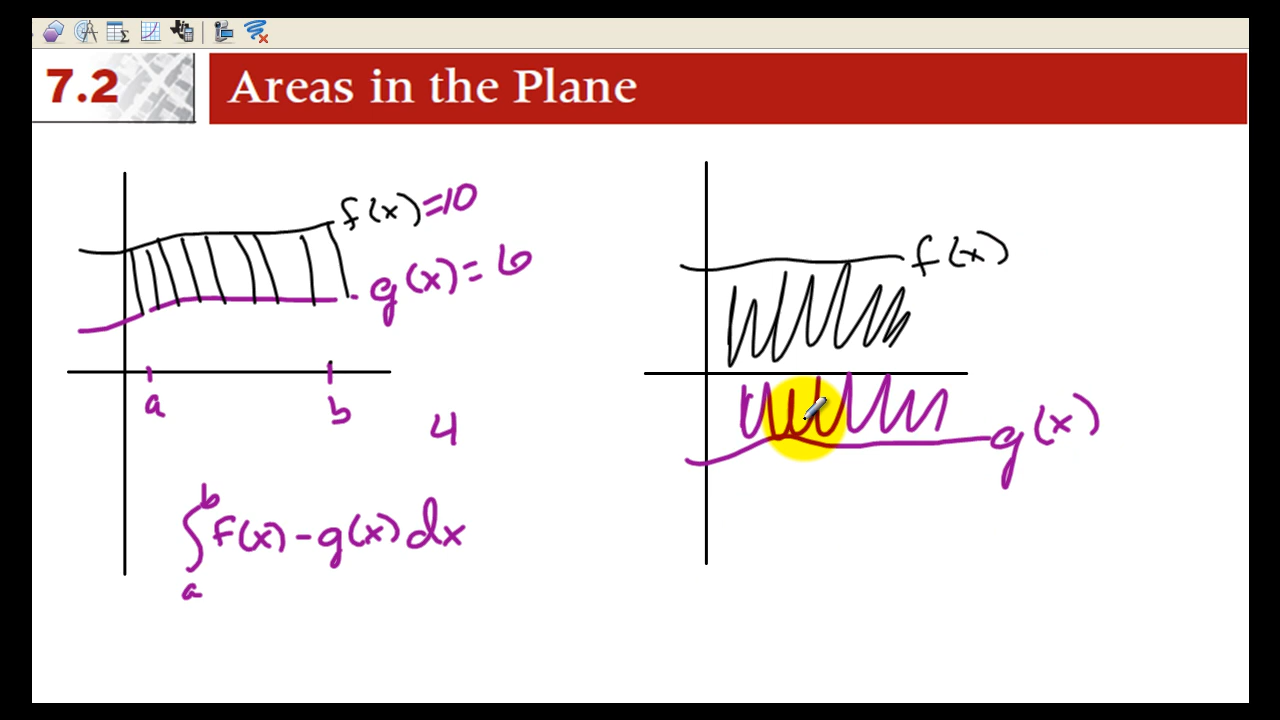 7.2 Areas in the Plane
f(x)=10
g(x)=6
a b
4
∫ₐᵇ f(x)-g(x)dx
f(x)
g(x)